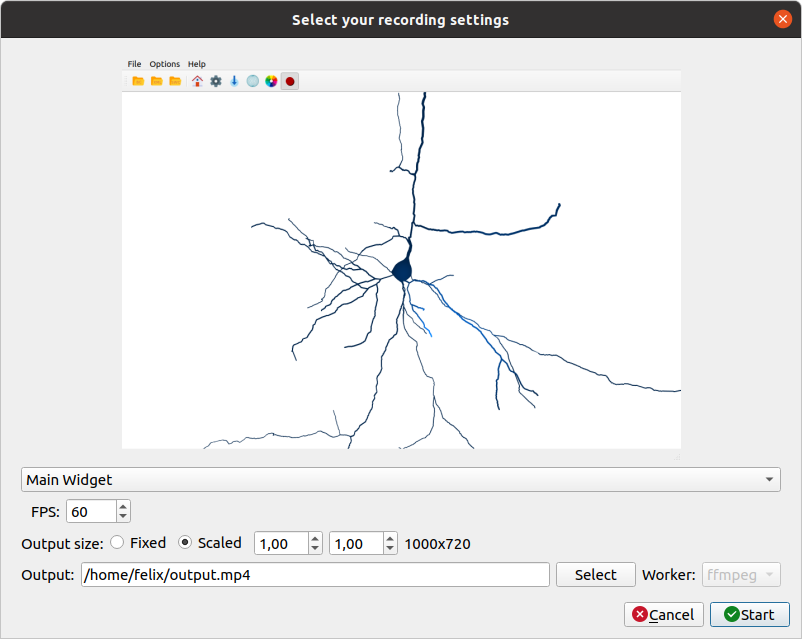 Select your recording settings
File Options Help
Main Widget
FPS: 60
Output size: Fixed Scaled 1,00 1,00 1000x720
Output: /home/felix/output.mp4 Select Worker: ffmpeg
Cancel Start